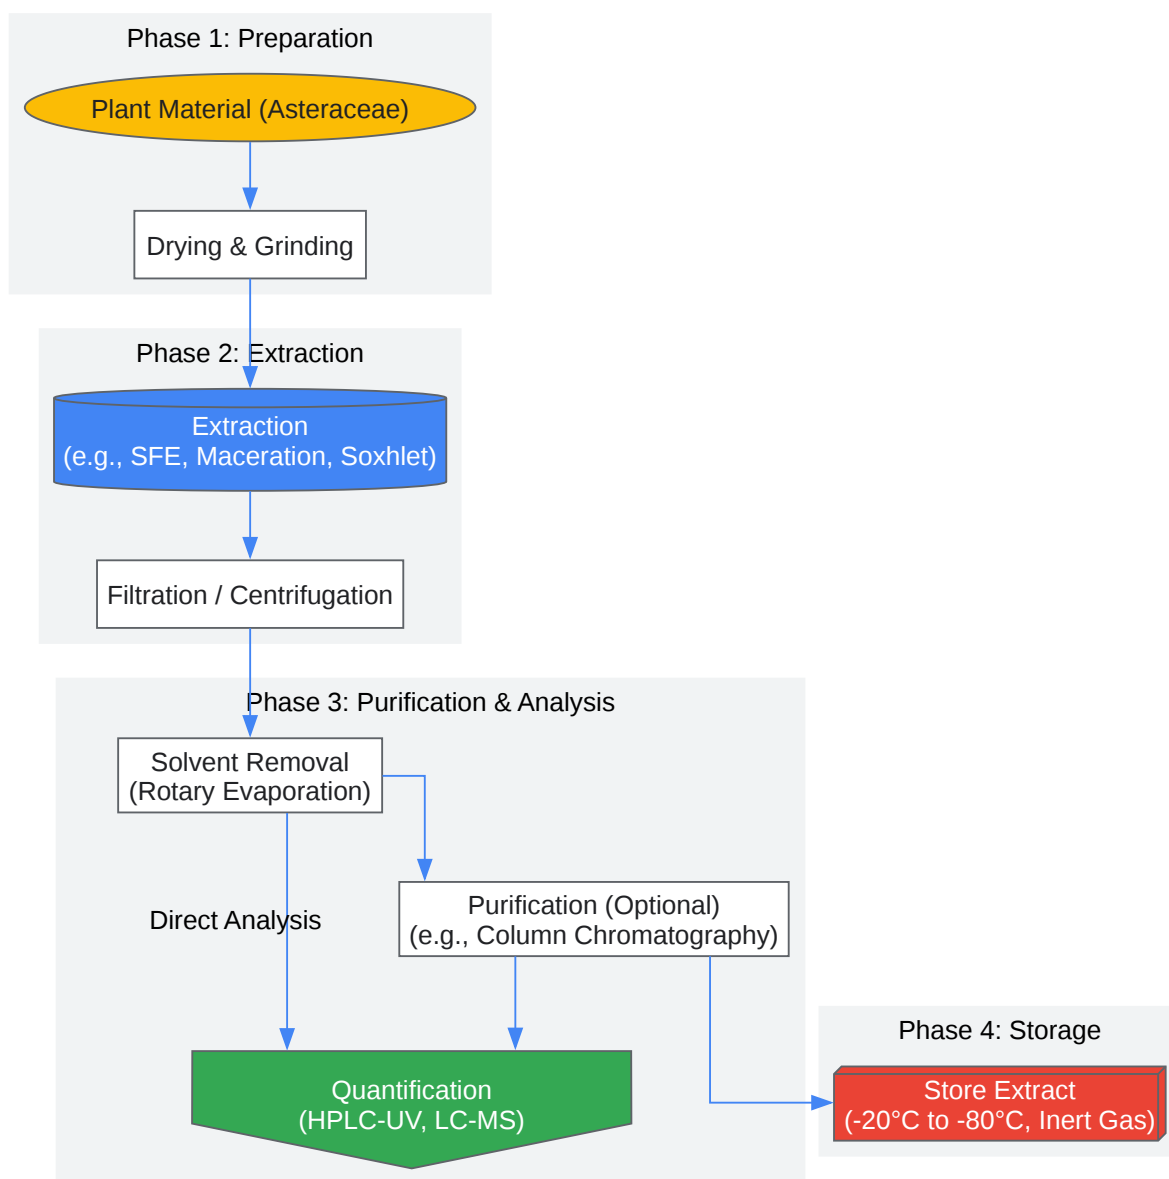 Phase 1: Preparation
Plant Material (Asteraceae)
Drying & Grinding
Phase 2: Extraction
Extraction
(e.g., SFE, Maceration, Soxhlet)
Filtration / Centrifugation
Phase 3: Purification & Analysis
Solvent Removal
(Rotary Evaporation)
Direct Analysis
Purification (Optional)
(e.g., Column Chromatography)
Quantification
(HPLC-UV, LC-MS)
Phase 4: Storage
Store Extract
(-20°C to -80°C, Inert Gas)